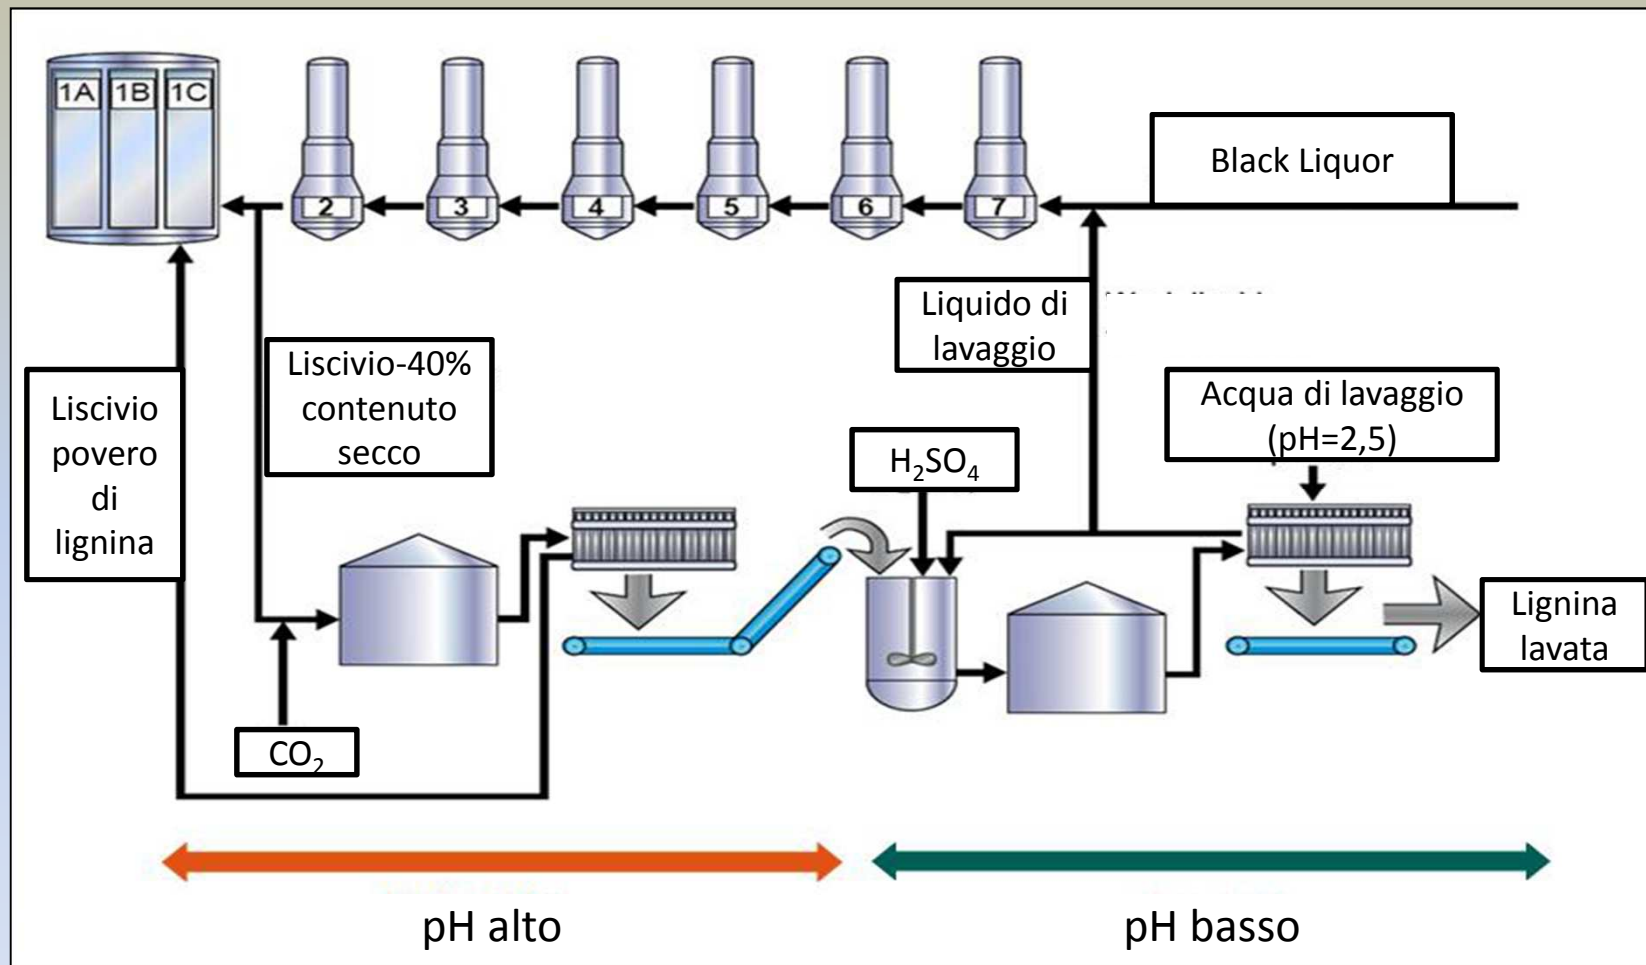 1A 1B 1C
2
3
4
5
6
7
Black Liquor
Liquido di
lavaggio
Liscivio-40%
contenuto
secco
Liscivio
povero
di
lignina
Acqua di lavaggio
(pH=2,5)
H₂SO₄
Lignina
lavata
CO₂
pH alto
pH basso